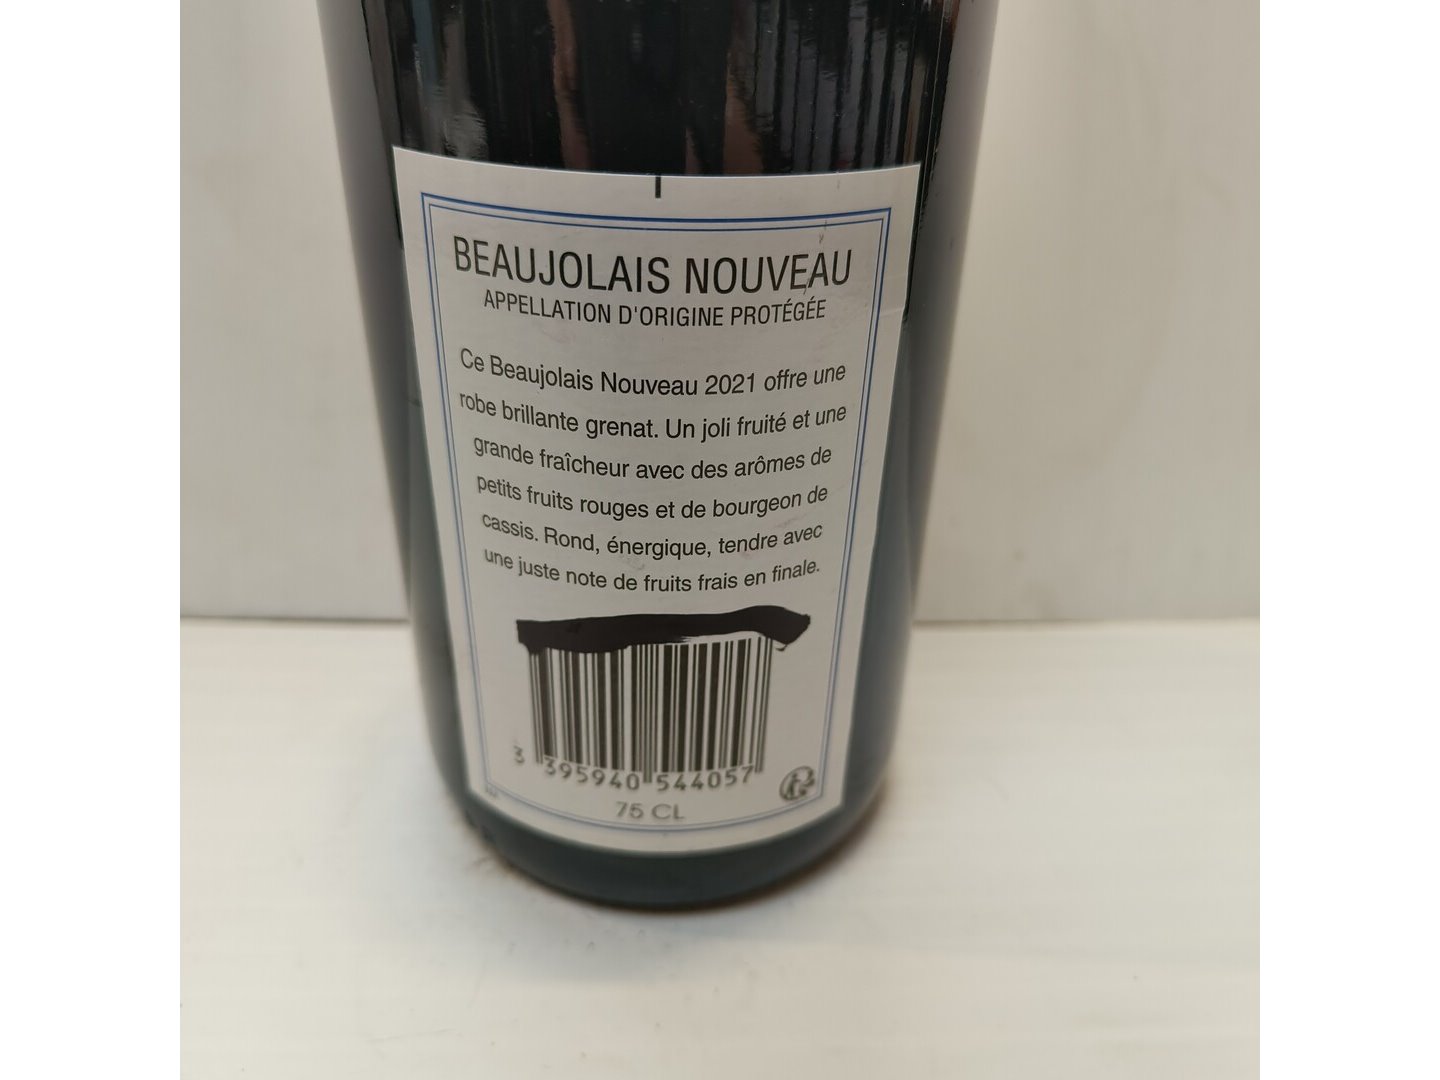 BEAUJOLAIS NOUVEAU
APPELLATION D'ORIGINE PROTÉGÉE
Ce Beaujolais Nouveau 2021 offre une
robe brillante grenat. Un joli fruité et une
grande fraîcheur avec des arômes de
petits fruits rouges et de bourgeon de
cassis. Rond, énergique, tendre avec
une juste note de fruits frais en finale.
3 395940 544057
75 CL